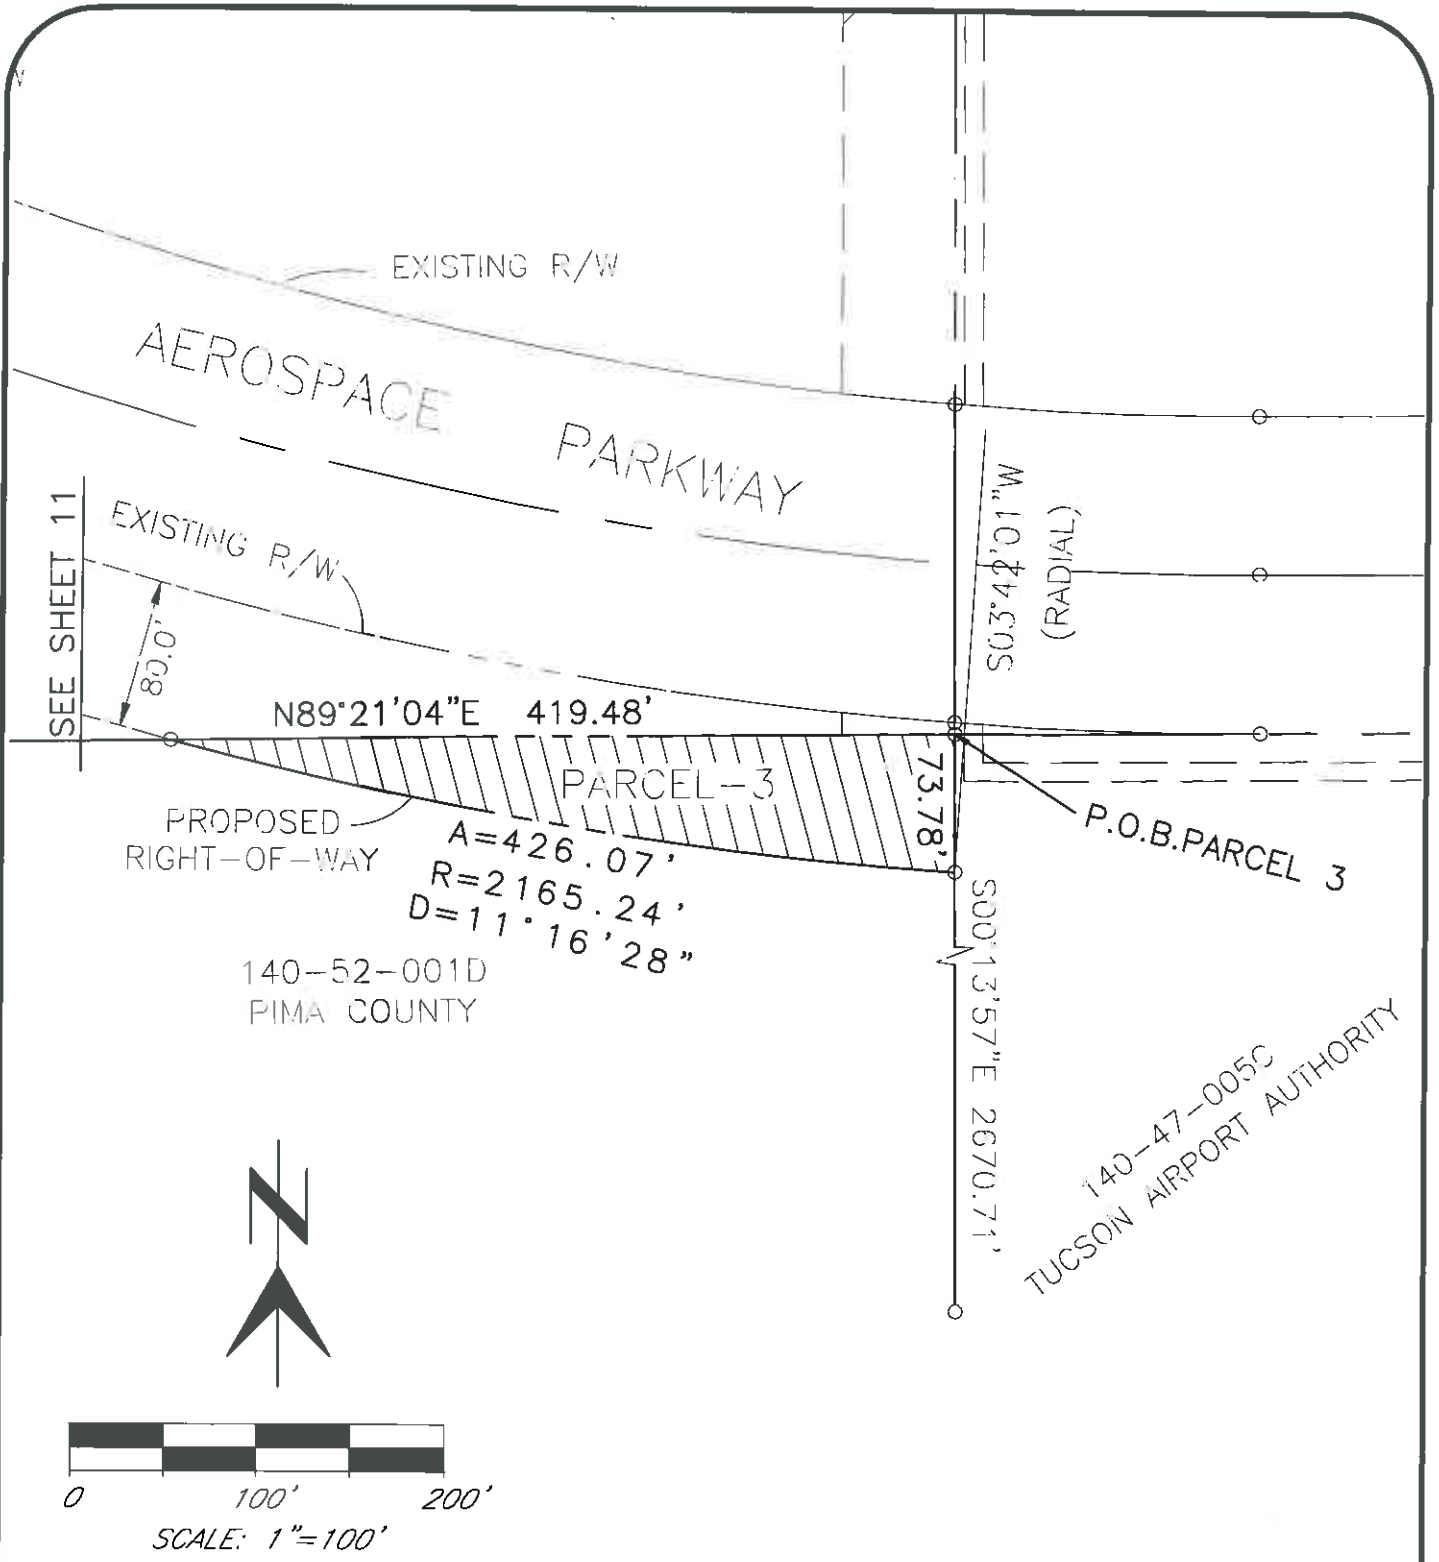 EXISTING R/W
AEROSPACE PARKWAY
SEE SHEET 11
EXISTING R/W
80.0'
S03°42'01"W
(RADIAL)
N89°21'04"E 419.48'
PARCEL-3
73.78'
P.O.B.PARCEL 3
PROPOSED
RIGHT-OF-WAY
A=426.07'
R=2165.24'
D=11°16'28"
140-52-001D
PIMA COUNTY
S00°13'57"E 2670.71'
140-47-005C
TUCSON AIRPORT AUTHORITY
N
0 100' 200'
SCALE: 1"=100'